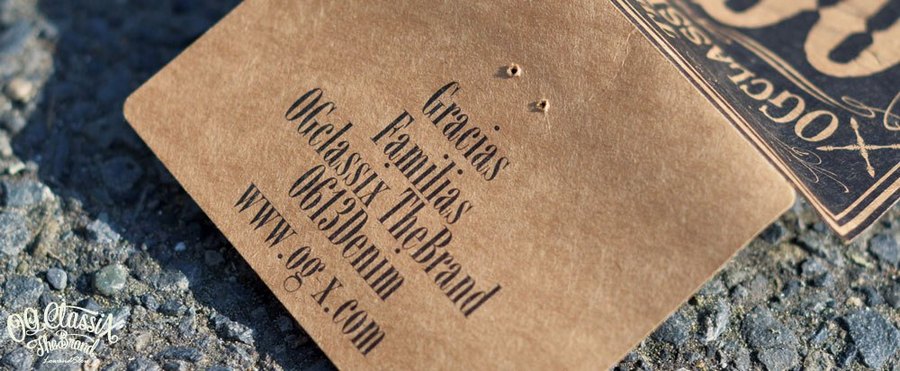 Gracias
Familias
OGclassix TheBrand
0613Denim
www.og-x.com
OGCLASSIX
OG.Classix
TheBrand